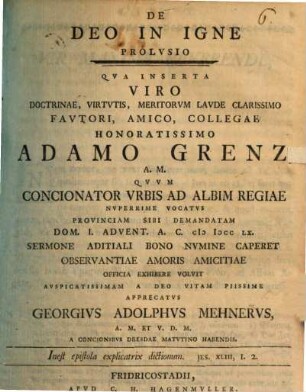 6.
DE
DEO IN IGNE
PROLVSIO
QVA INSERTA
VIRO
DOCTRINAE, VIRTVTIS, MERITORVM LAVDE CLARISSIMO
FAVTORI, AMICO, COLLEGAE
HONORATISSIMO
ADAMO GRENZ
A. M.
QVVM
CONCIONATOR VRBIS AD ALBIM REGIAE
NVPERRIME VOCATVS
PROVINCIAM SIBI DEMANDATAM
DOM. I. ADVENT. A. C. cIↄ Iↄcc LX.
SERMONE ADITIALI BONO NVMINE CAPERET
OBSERVANTIAE AMORIS AMICITIAE
OFFICIA EXHIBERE VOLVIT
AVSPICATISSIMAM A DEO VITAM PIISSIME
APPRECATVS
GEORGIVS ADOLPHVS MEHNERVS,
A. M. ET V. D. M.
A CONCIONIBVS DRESDAE MATVTINO HABENDIS.
Inest epistola explicatrix dictionum. JES. XLIII, I. 2.
FRIDRICOSTADII,
APVD C. H. HAGENMVLLER.